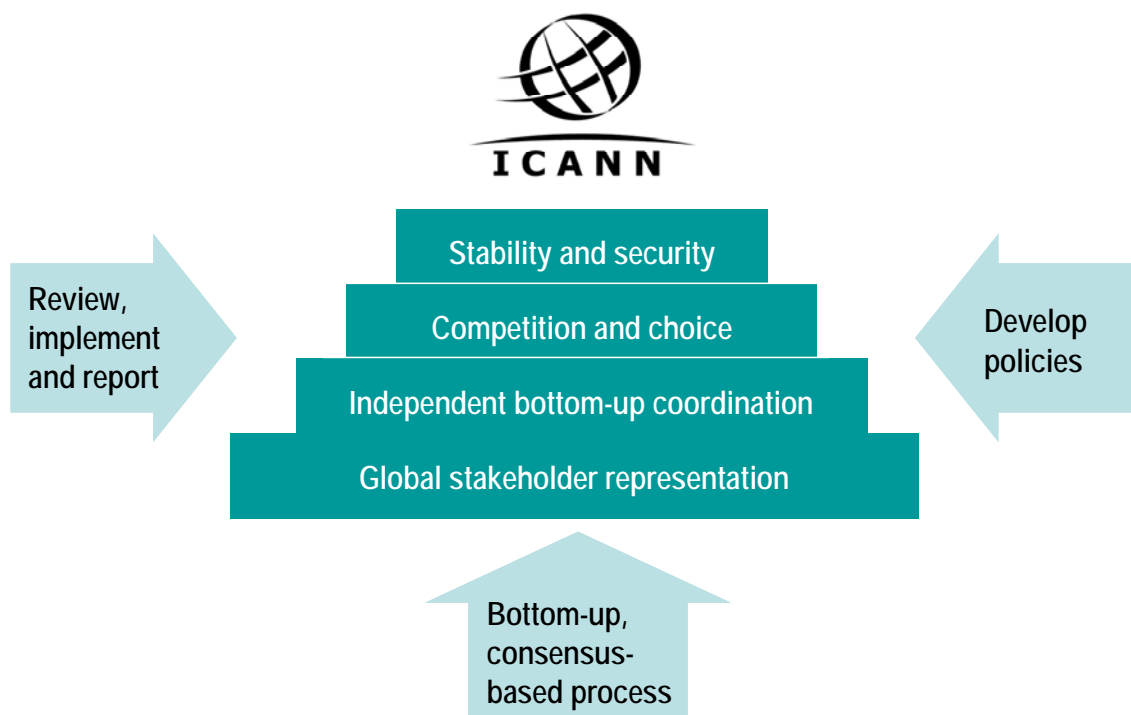 ICANN
Stability and security
Competition and choice
Independent bottom-up coordination
Global stakeholder representation
Review,
implement
and report
Develop
policies
Bottom-up,
consensus-
based process